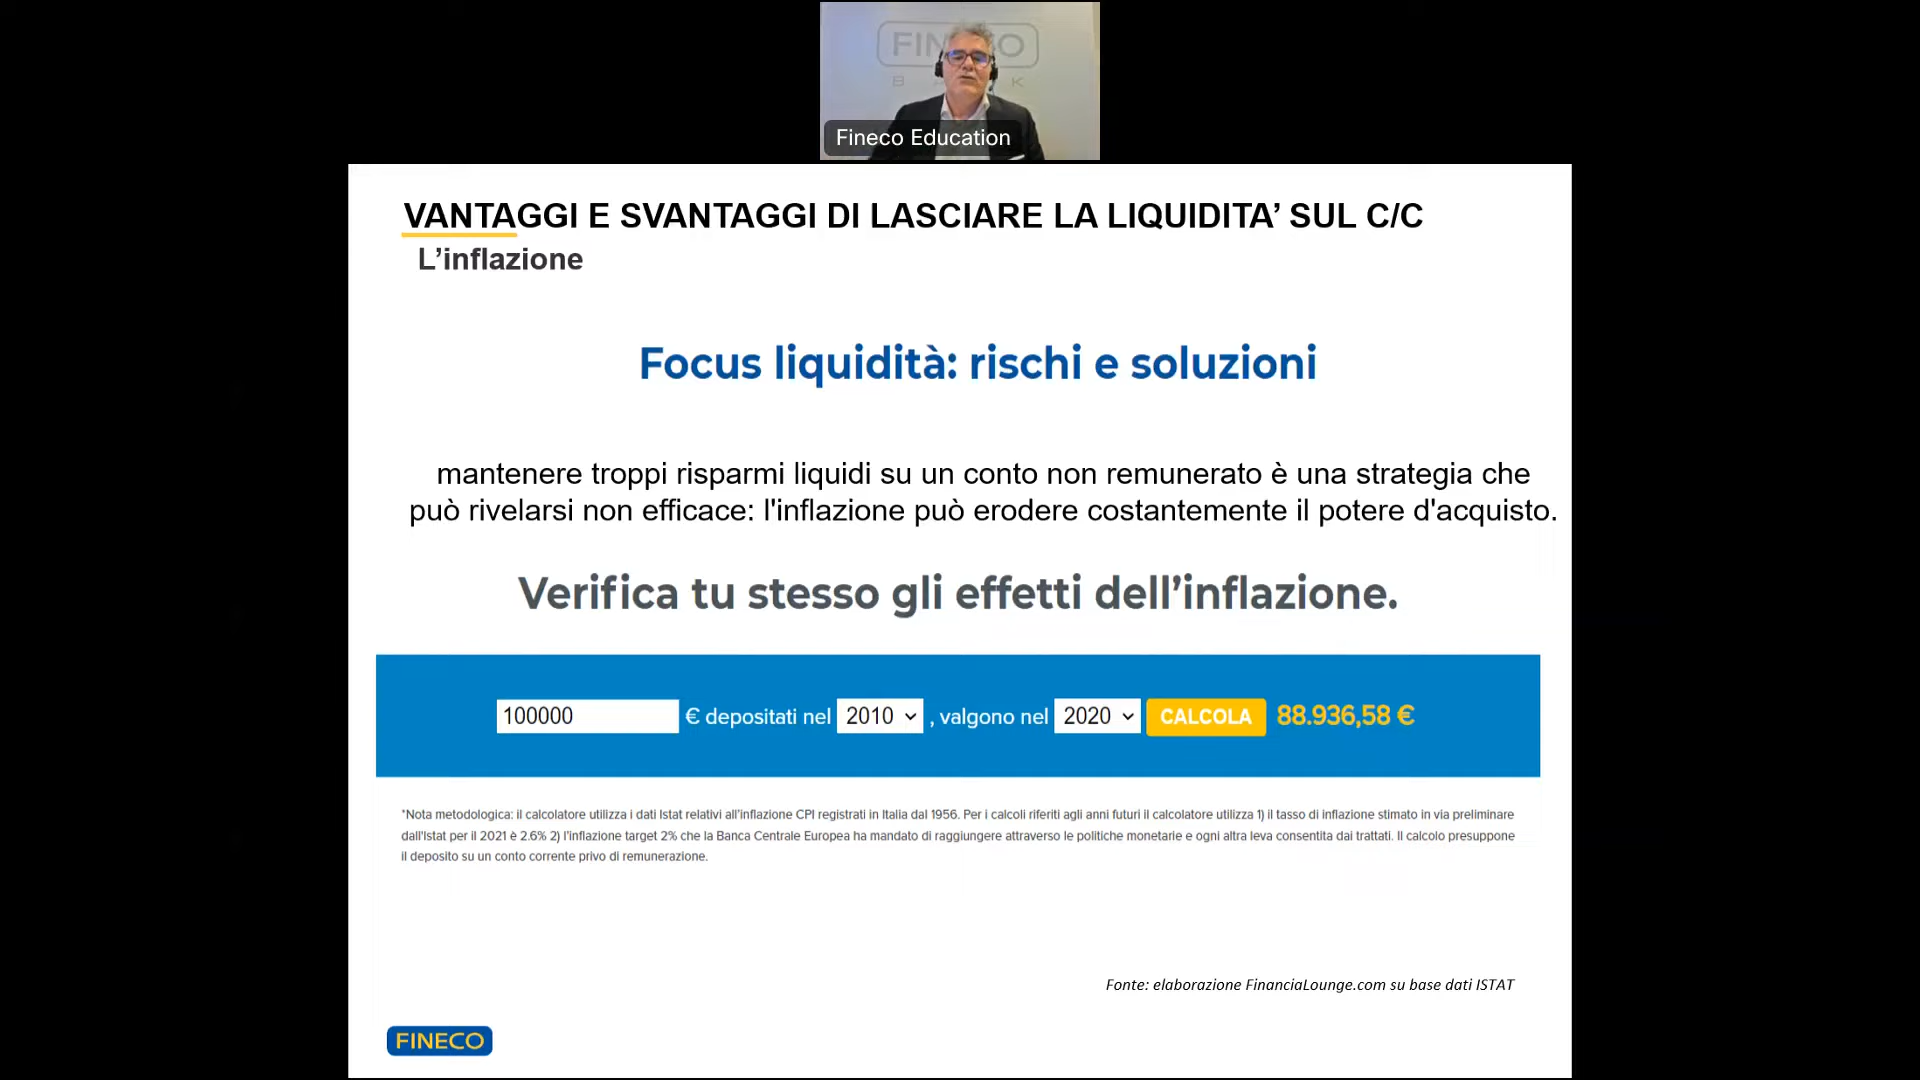 FINECO
BANK
Fineco Education
VANTAGGI E SVANTAGGI DI LASCIARE LA LIQUIDITA’ SUL C/C
L’inflazione
Focus liquidità: rischi e soluzioni
mantenere troppi risparmi liquidi su un conto non remunerato è una strategia che
può rivelarsi non efficace: l'inflazione può erodere costantemente il potere d'acquisto.
Verifica tu stesso gli effetti dell’inflazione.
100000 € depositati nel 2010 , valgono nel 2020 CALCOLA 88.936,58 €
*Nota metodologica: il calcolatore utilizza i dati Istat relativi all’inflazione CPI registrati in Italia dal 1956. Per i calcoli riferiti agli anni futuri il calcolatore utilizza 1) il tasso di inflazione stimato in via preliminare
dall'Istat per il 2021 è 2.6% 2) l’inflazione target 2% che la Banca Centrale Europea ha mandato di raggiungere attraverso le politiche monetarie e ogni altra leva consentita dai trattati. Il calcolo presuppone
il deposito su un conto corrente privo di remunerazione.
Fonte: elaborazione FinanciaLounge.com su base dati ISTAT
FINECO